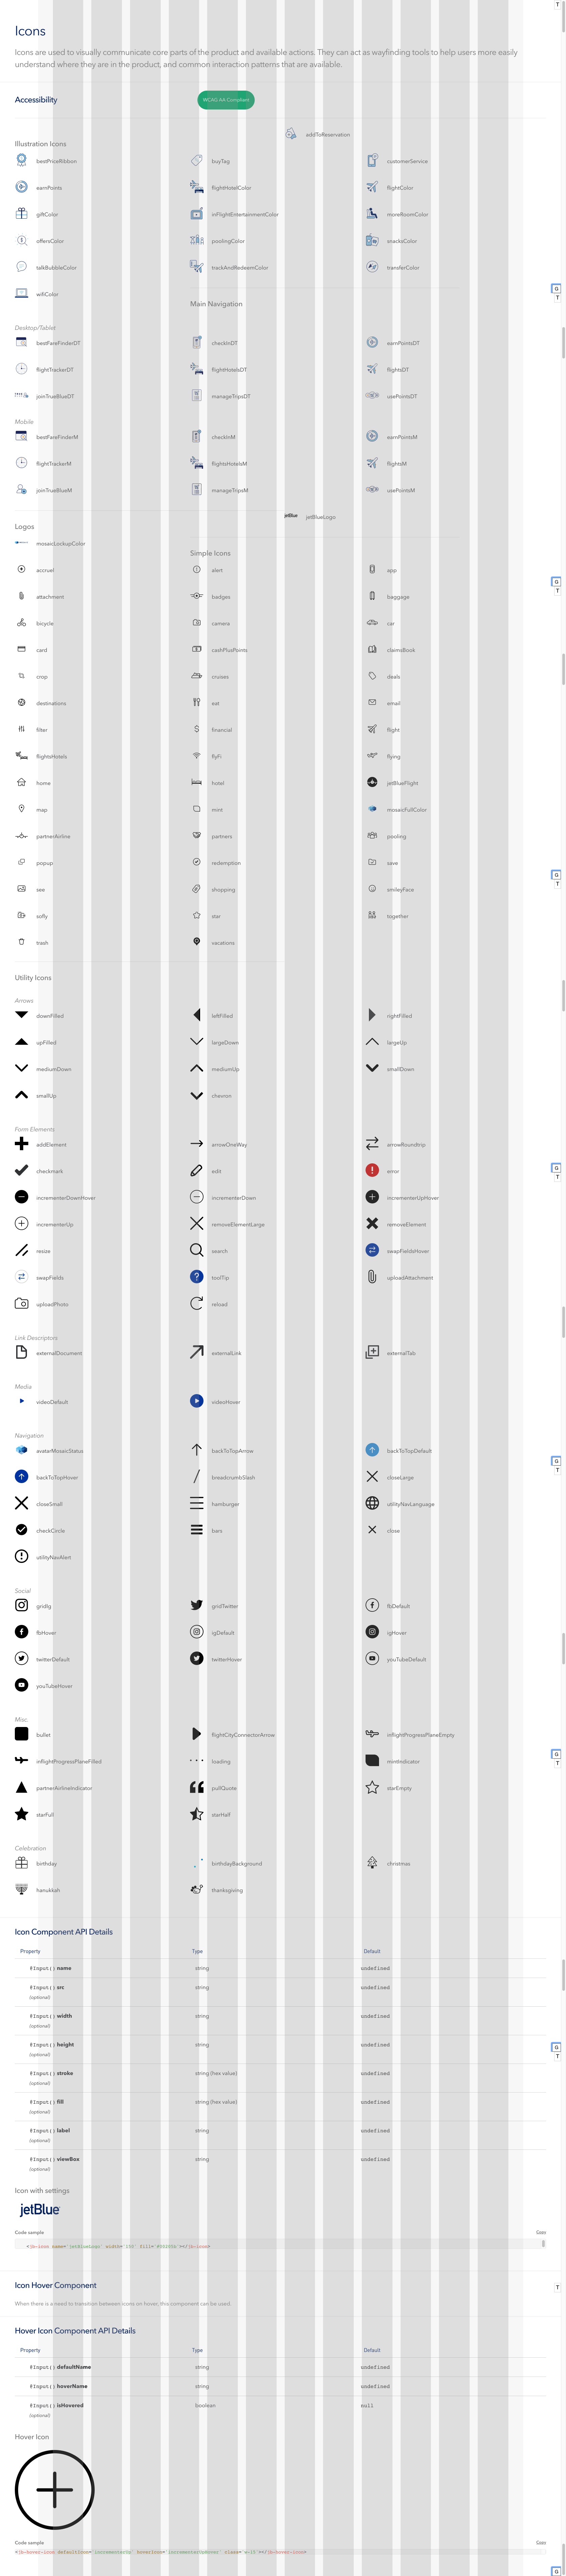 Icons
Icons are used to visually communicate core parts of the product and available actions. They can act as wayfinding tools to help users more easily
understand where they are in the product, and common interaction patterns that are available.
Accessibility
WCAG AA Compliant
addToReservation
Illustration Icons
bestPriceRibbon buyTag customerService
earnPoints flightHotelColor flightColor
giftColor inFlightEntertainmentColor moreRoomColor
offersColor poolingColor snacksColor
talkBubbleColor trackAndRedeemColor transferColor
wifiColor
Main Navigation
Desktop/Tablet
bestFareFinderDT checkInDT earnPointsDT
flightTrackerDT flightHotelsDT flightsDT
joinTrueBlueDT manageTripsDT usePointsDT
Mobile
bestFareFinderM checkInM earnPointsM
flightTrackerM flightsHotelsM flightsM
joinTrueBlueM manageTripsM usePointsM
jetBlue jetBlueLogo
Logos
mosaicLockupColor
Simple Icons
accruel alert app
attachment badges baggage
bicycle camera car
card cashPlusPoints claimsBook
crop cruises deals
destinations eat email
filter financial flight
flightsHotels flyFi flying
home hotel jetBlueFlight
map mint mosaicFullColor
partnerAirline partners pooling
popup redemption save
see shopping smileyFace
sofly star together
trash vacations
Utility Icons
Arrows
downFilled leftFilled rightFilled
upFilled largeDown largeUp
mediumDown mediumUp smallDown
smallUp chevron
Form Elements
addElement arrowOneWay arrowRoundtrip
checkmark edit error
incrementerDownHover incrementerDown incrementerUpHover
incrementerUp removeElementLarge removeElement
resize search swapFieldsHover
swapFields toolTip uploadAttachment
uploadPhoto reload
Link Descriptors
externalDocument externalLink externalTab
Media
videoDefault videoHover
Navigation
avatarMosaicStatus backToTopArrow backToTopDefault
backToTopHover breadcrumbSlash closeLarge
closeSmall hamburger utilityNavLanguage
checkCircle bars close
utilityNavAlert
Social
gridIg gridTwitter fbDefault
fbHover igDefault igHover
twitterDefault twitterHover youTubeDefault
youTubeHover
Misc.
bullet flightCityConnectorArrow inflightProgressPlaneEmpty
inflightProgressPlaneFilled loading mintIndicator
partnerAirlineIndicator pullQuote starEmpty
starFull starHalf
Celebration
birthday birthdayBackground christmas
hanukkah thanksgiving
Icon Component API Details
Property Type Default
@Input() name string undefined
@Input() src string undefined
(optional)
@Input() width string undefined
(optional)
@Input() height string undefined
(optional)
@Input() stroke string (hex value) undefined
(optional)
@Input() fill string (hex value) undefined
(optional)
@Input() label string undefined
(optional)
@Input() viewBox string undefined
(optional)
Icon with settings
jetBlue
Code sample Copy
Icon Hover Component
When there is a need to transition between icons on hover, this component can be used.
Hover Icon Component API Details
Property Type Default
@Input() defaultName string undefined
@Input() hoverName string undefined
@Input() isHovered boolean null
(optional)
Hover Icon
Code sample Copy
<jb-hover-icon defaultIcon='incrementerUp' hoverIcon='incrementerUpHover' class='w-15'></jb-hover-icon>